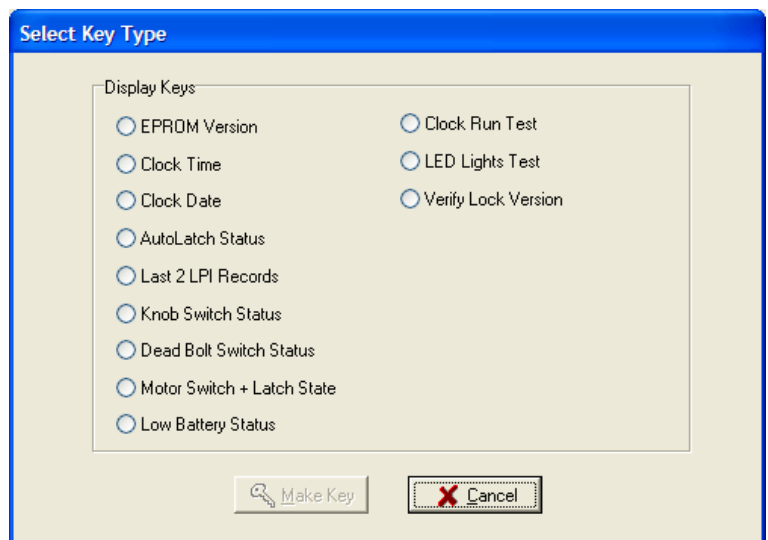 Select Key Type
Display Keys
EPROM Version
Clock Time
Clock Date
AutoLatch Status
Last 2 LPI Records
Knob Switch Status
Dead Bolt Switch Status
Motor Switch + Latch State
Low Battery Status
Clock Run Test
LED Lights Test
Verify Lock Version
Make Key
Cancel